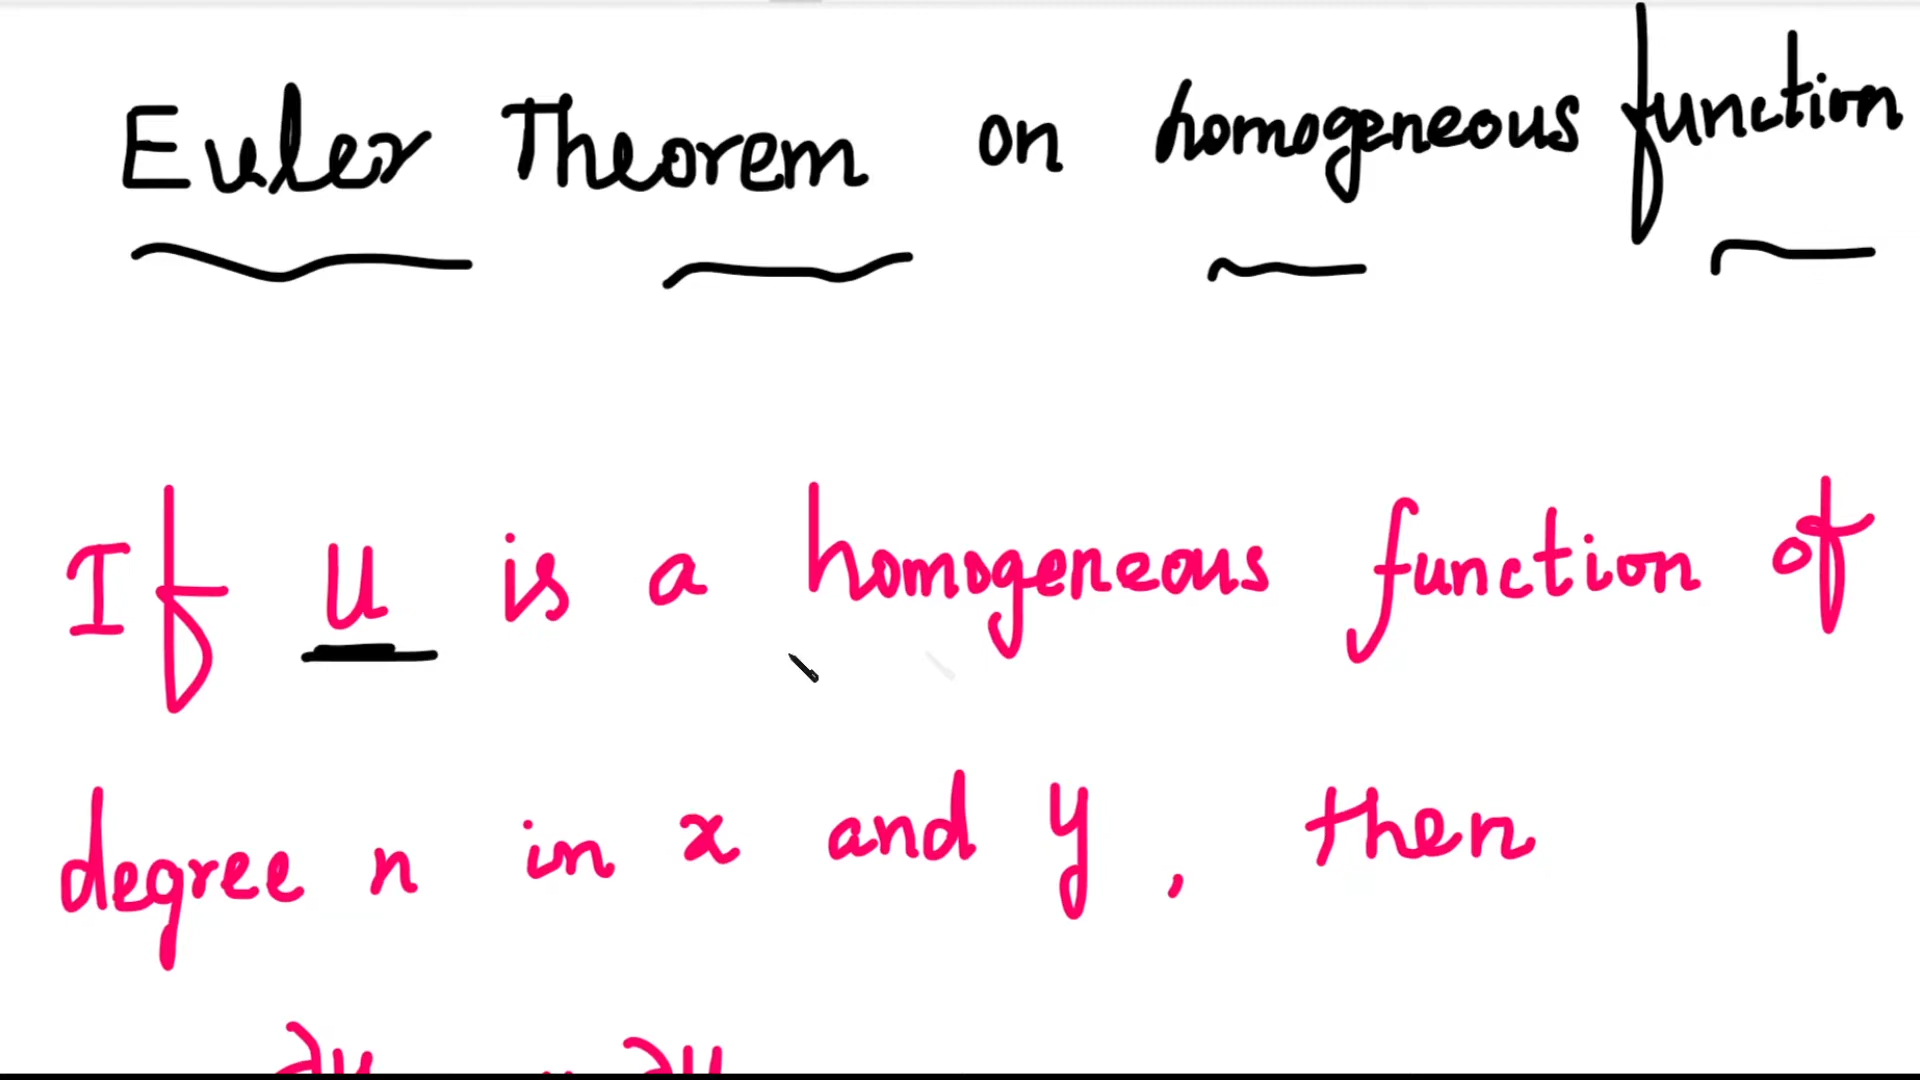 Euler Theorem on homogeneous function
If u is a homogeneous function of
degree n in x and y, then
∂u ∂u